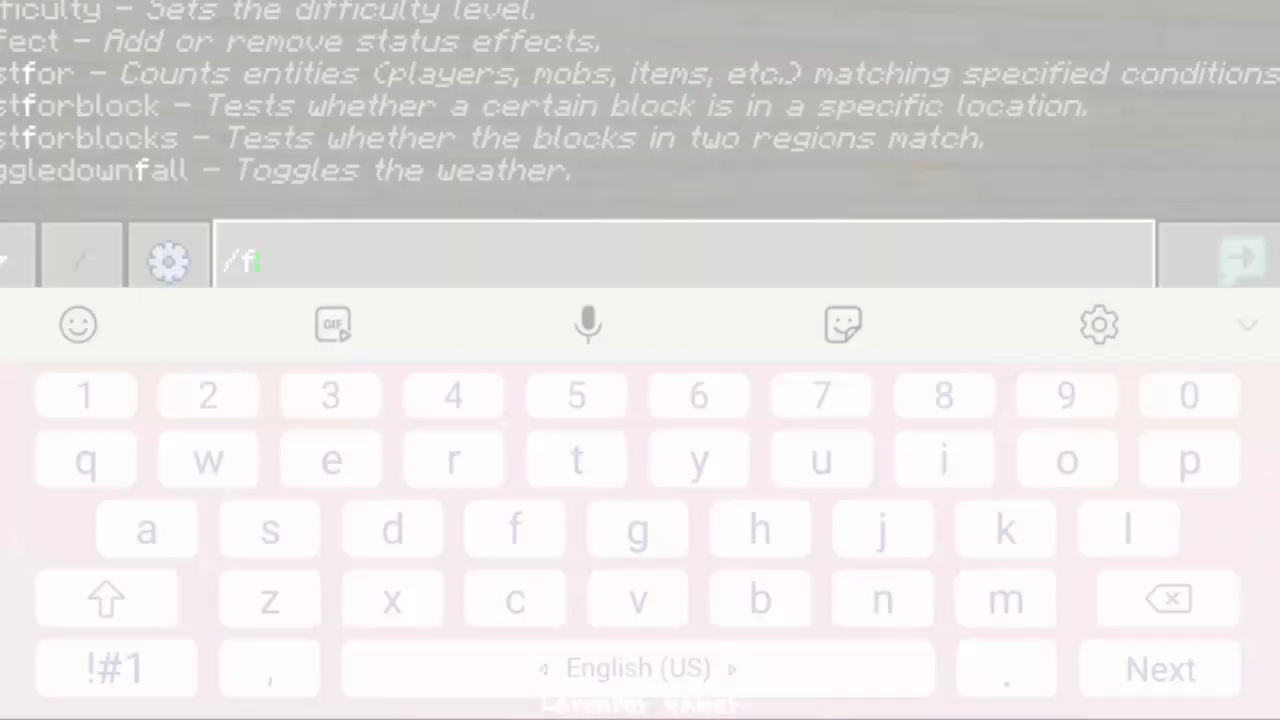 fficulty – Sets the difficulty level.
fect – Add or remove status effects.
stfor – Counts entities (players, mobs, items, etc.) matching specified conditions
stforblock – Tests whether a certain block is in a specific location.
stforblocks – Tests whether the blocks in two regions match.
ggledownfall – Toggles the weather.
/
/f
GIF
1 2 3 4 5 6 7 8 9 0
q w e r t y u i o p
a s d f g h j k l
z x c v b n m
!#1 , English (US) . Next